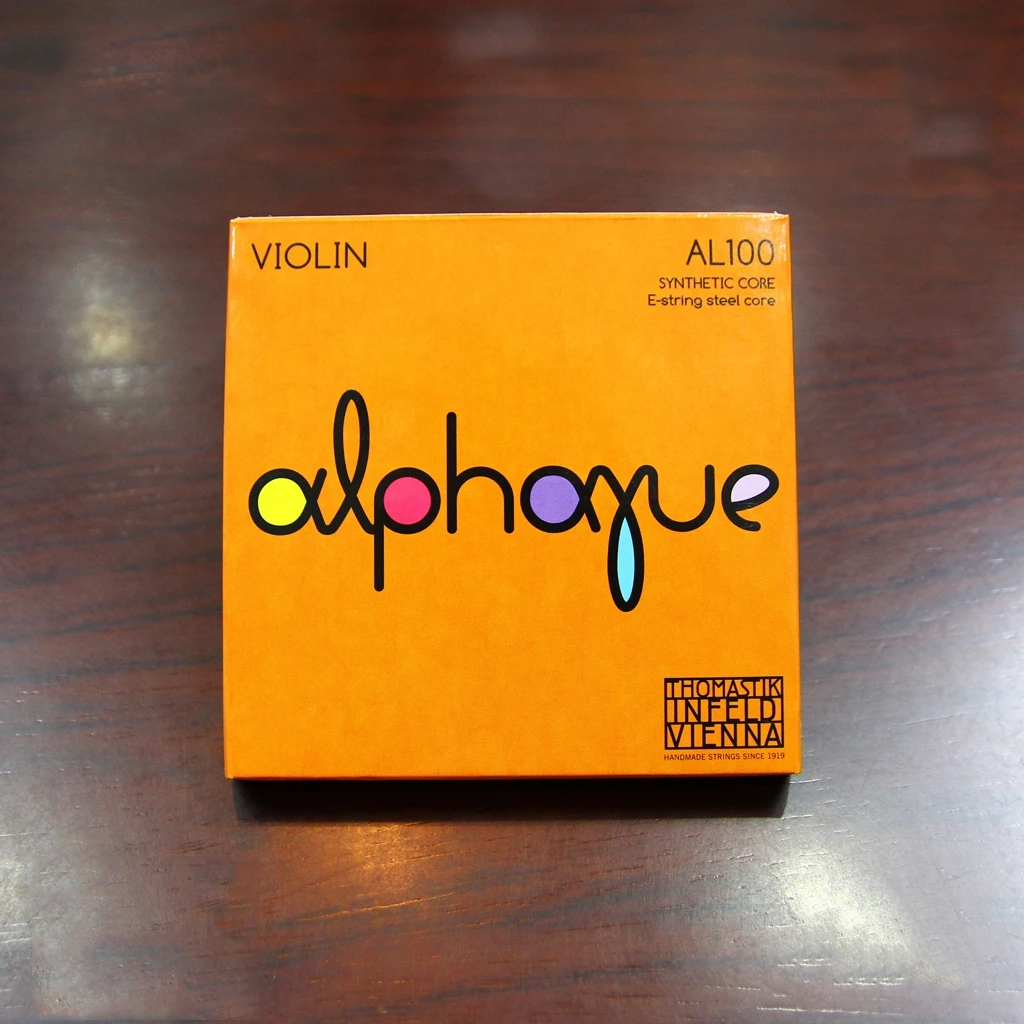 VIOLIN
AL100
SYNTHETIC CORE
E-string steel core
alphayue
THOMASTIK
INFELD
VIENNA
HANDMADE STRINGS SINCE 1919